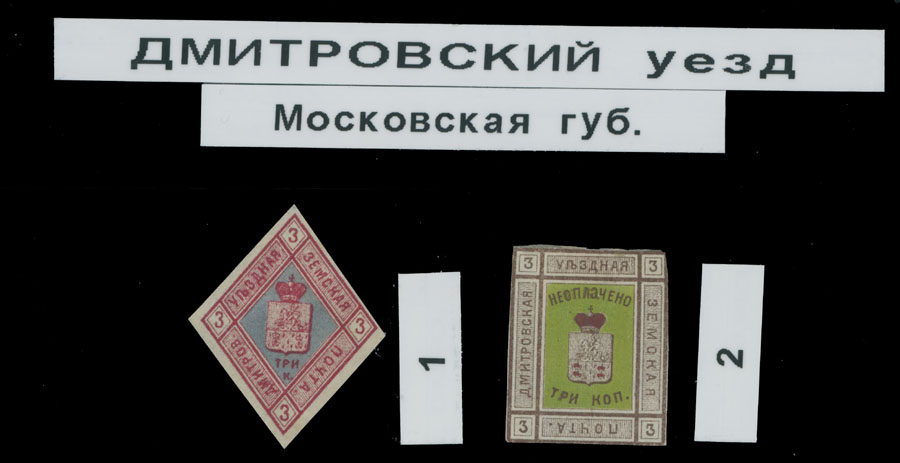 ДМИТРОВСКИЙ уезд
Московская губ.
3
УѢЗДНАЯ
ЗЕМСКАЯ
3
3
ТРИ
К.
ДМИТРОВ
ПОЧТА.
3
1
3
УѢЗДНАЯ
3
ДМИТРОВСКАЯ
НЕОПЛАЧЕНО
ТРИ КОП.
ЗЕМСКАЯ
3
ПОЧТА.
3
2